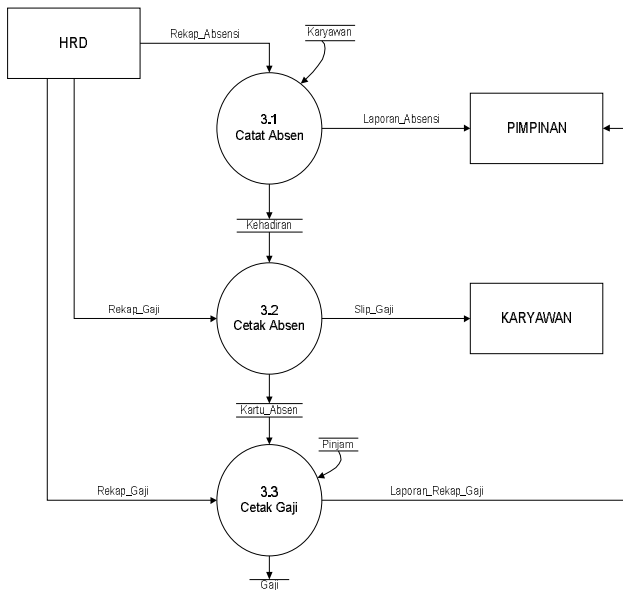 HRD
Rekap_Absensi
Karyawan
3.1
Catat Absen
Laporan_Absensi
PIMPINAN
Kehadiran
Rekap_Gaji
3.2
Cetak Absen
Slip_Gaji
KARYAWAN
Kartu_Absen
Pinjam
Rekap_Gaji
3.3
Cetak Gaji
Laporan_Rekap_Gaji
Gaji